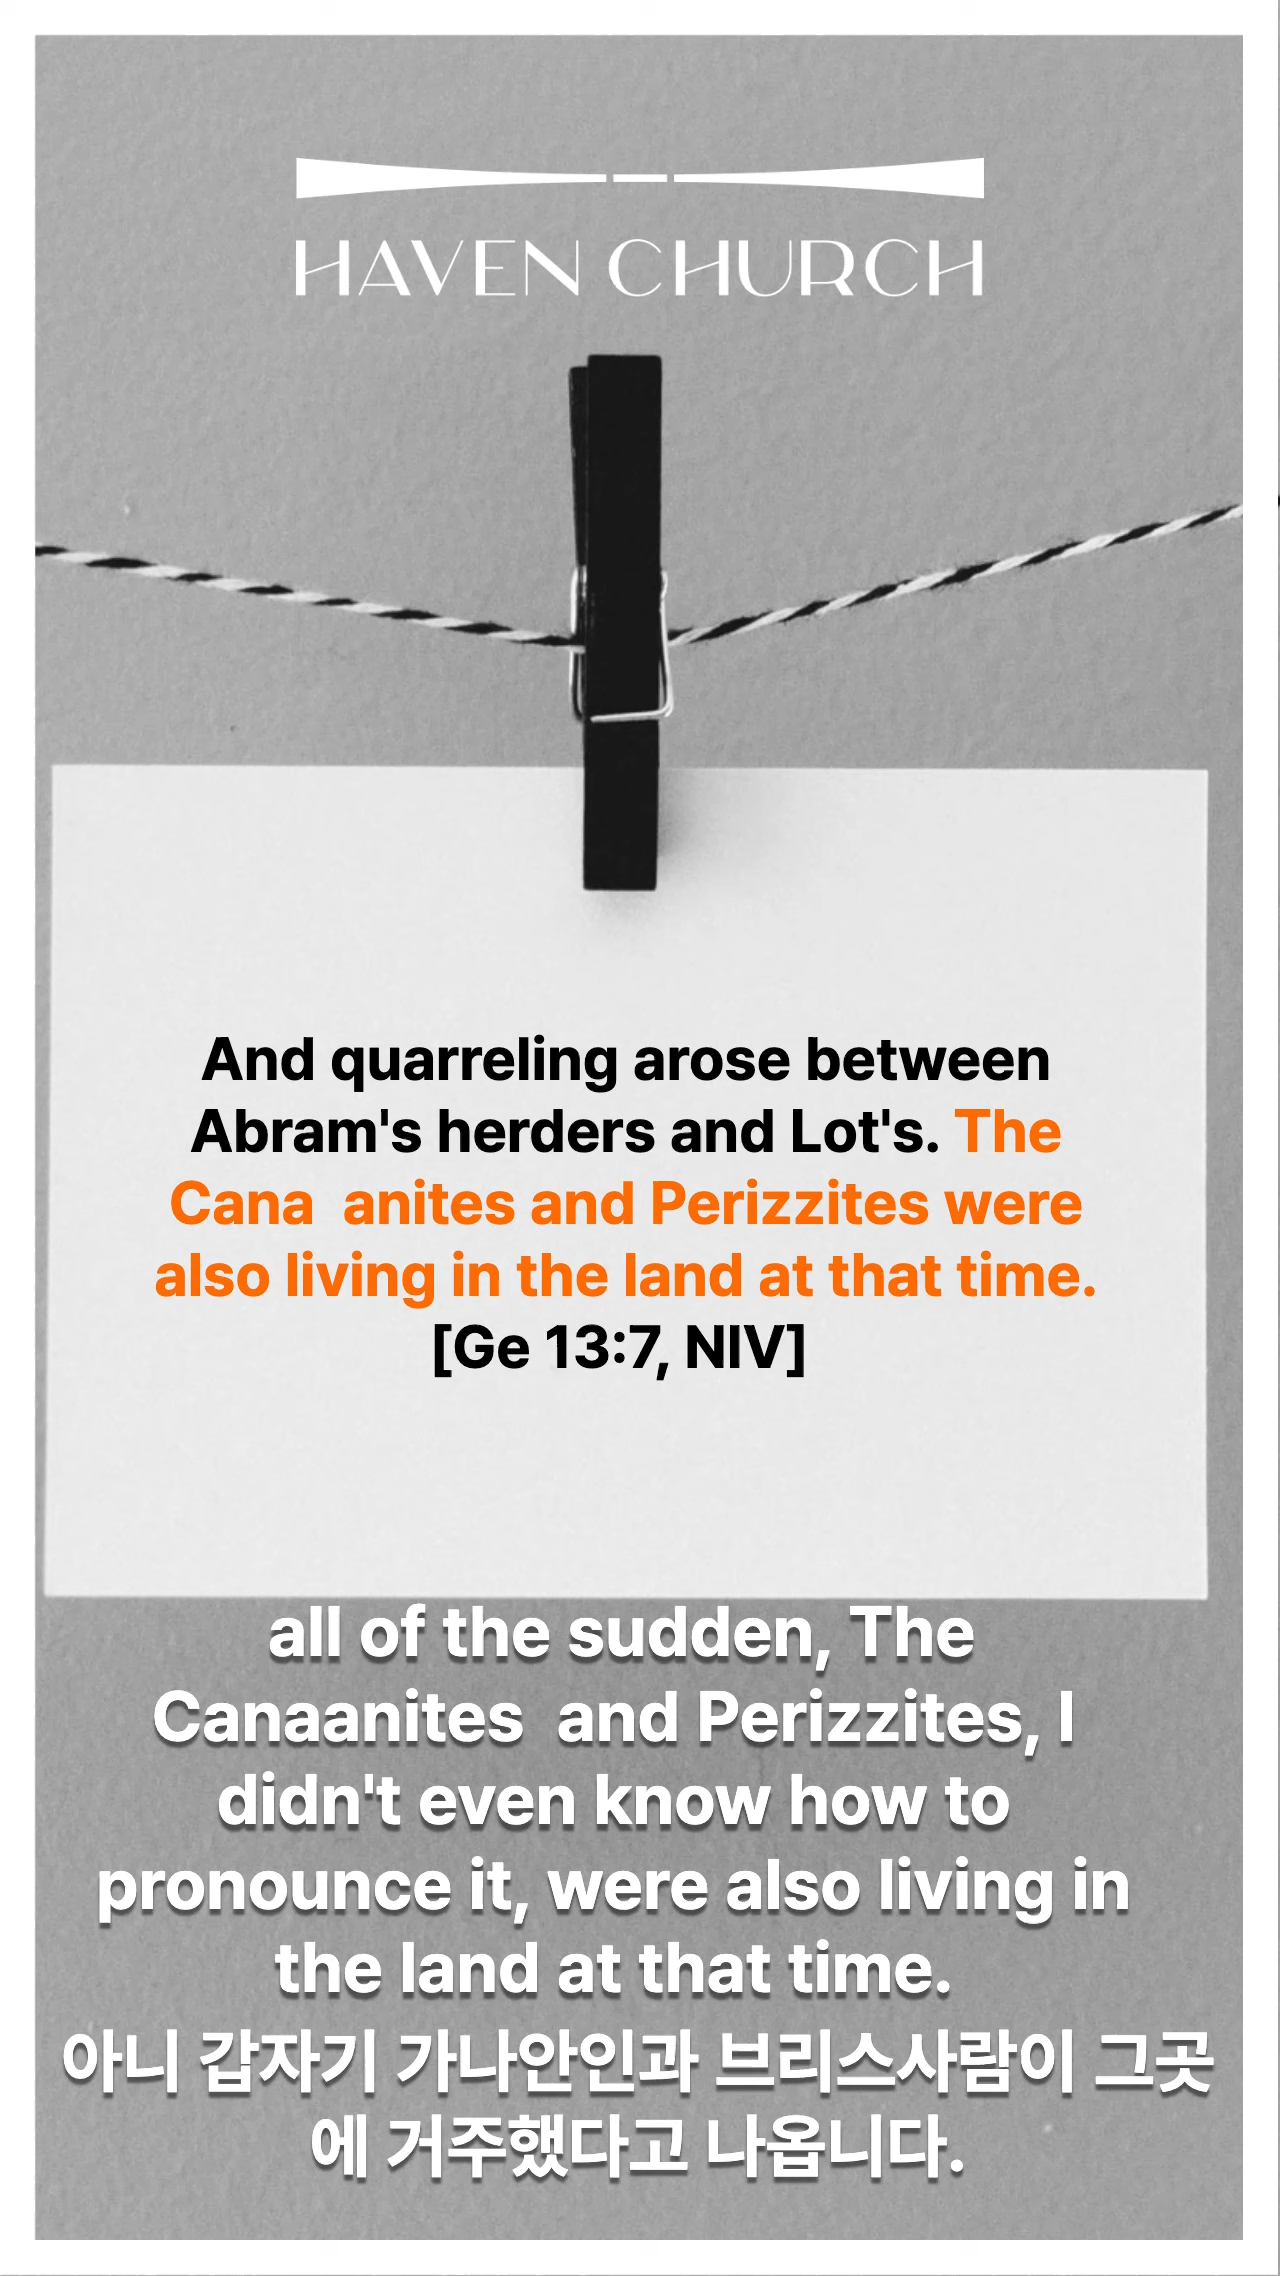 HAVEN CHURCH
And quarreling arose between
Abram's herders and Lot's. The
Cana  anites and Perizzites were
also living in the land at that time.
[Ge 13:7, NIV]
all of the sudden, The
Canaanites  and Perizzites, I
didn't even know how to
pronounce it, were also living in
the land at that time.
아니 갑자기 가나안인과 브리스사람이 그곳
에 거주했다고 나옵니다.